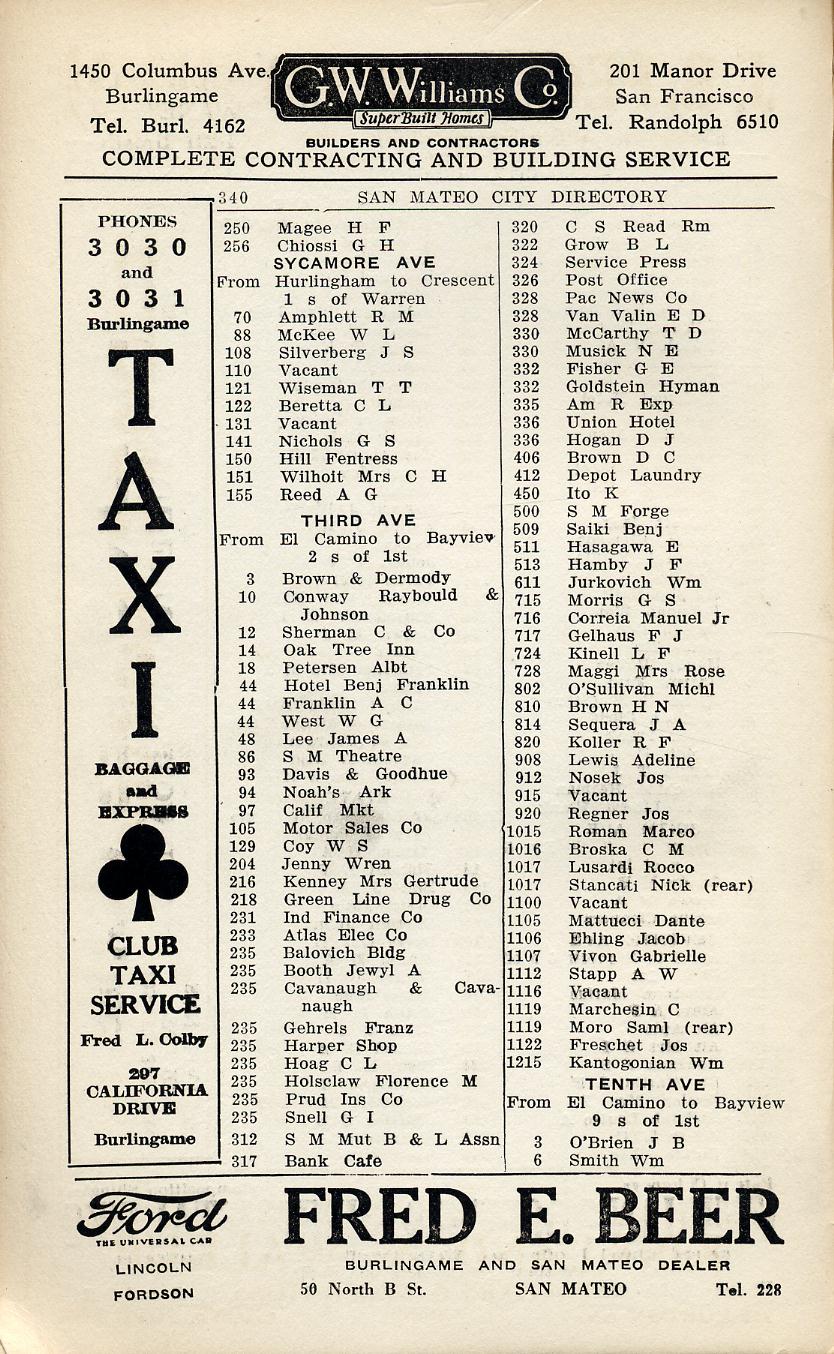 1450 Columbus Ave.
Burlingame
Tel. Burl. 4162
G.W. Williams Co.
Super Built Homes
201 Manor Drive
San Francisco
Tel. Randolph 6510
BUILDERS AND CONTRACTORS
COMPLETE CONTRACTING AND BUILDING SERVICE
PHONES
3030
and
3031
Burlingame
TAXI
BAGGAGE
and
EXPRESS
CLUB
TAXI
SERVICE
Fred L. Colby
297
CALIFORNIA
DRIVE
Burlingame
340 SAN MATEO CITY DIRECTORY
250 Magee H F
256 Chiossi G H
SYCAMORE AVE
From Hurlingham to Crescent
1 s of Warren
70 Amphlett R M
88 McKee W L
108 Silverberg J S
110 Vacant
121 Wiseman T T
122 Beretta C L
131 Vacant
141 Nichols G S
150 Hill Fentress
151 Wilhoit Mrs C H
155 Reed A G
THIRD AVE
From El Camino to Bayview
2 s of 1st
3 Brown & Dermody
10 Conway Raybould &
Johnson
12 Sherman C & Co
14 Oak Tree Inn
18 Petersen Albt
44 Hotel Benj Franklin
44 Franklin A C
44 West W G
48 Lee James A
86 S M Theatre
93 Davis & Goodhue
94 Noah's Ark
97 Calif Mkt
105 Motor Sales Co
129 Coy W S
204 Jenny Wren
216 Kenney Mrs Gertrude
218 Green Line Drug Co
231 Ind Finance Co
233 Atlas Elec Co
235 Balovich Bldg
235 Booth Jewyl A
235 Cavanaugh & Cava-
naugh
235 Gehrels Franz
235 Harper Shop
235 Hoag C L
235 Holsclaw Florence M
235 Prud Ins Co
235 Snell G I
312 S M Mut B & L Assn
317 Bank Cafe
320 C S Read Rm
322 Grow B L
324 Service Press
326 Post Office
328 Pac News Co
328 Van Valin E D
330 McCarthy T D
330 Musick N E
332 Fisher G E
332 Goldstein Hyman
335 Am R Exp
336 Union Hotel
336 Hogan D J
406 Brown D C
412 Depot Laundry
450 Ito K
500 S M Forge
509 Saiki Benj
511 Hasagawa E
513 Hamby J F
611 Jurkovich Wm
715 Morris G S
716 Correia Manuel Jr
717 Gelhaus F J
724 Kinell L F
728 Maggi Mrs Rose
802 O'Sullivan Michl
810 Brown H N
814 Sequera J A
820 Koller R F
908 Lewis Adeline
912 Nosek Jos
915 Vacant
920 Regner Jos
1015 Roman Marco
1016 Broska C M
1017 Lusardi Rocco
1017 Stancati Nick (rear)
1100 Vacant
1105 Mattucci Dante
1106 Ehling Jacob
1107 Vivon Gabrielle
1112 Stapp A W
1116 Vacant
1119 Marchesin C
1119 Moro Saml (rear)
1122 Freschet Jos
1215 Kantogonian Wm
TENTH AVE
From El Camino to Bayview
9 s of 1st
3 O'Brien J B
6 Smith Wm
Ford
THE UNIVERSAL CAR
LINCOLN
FORDSON
FRED E. BEER
BURLINGAME AND SAN MATEO DEALER
50 North B St. SAN MATEO Tel. 228